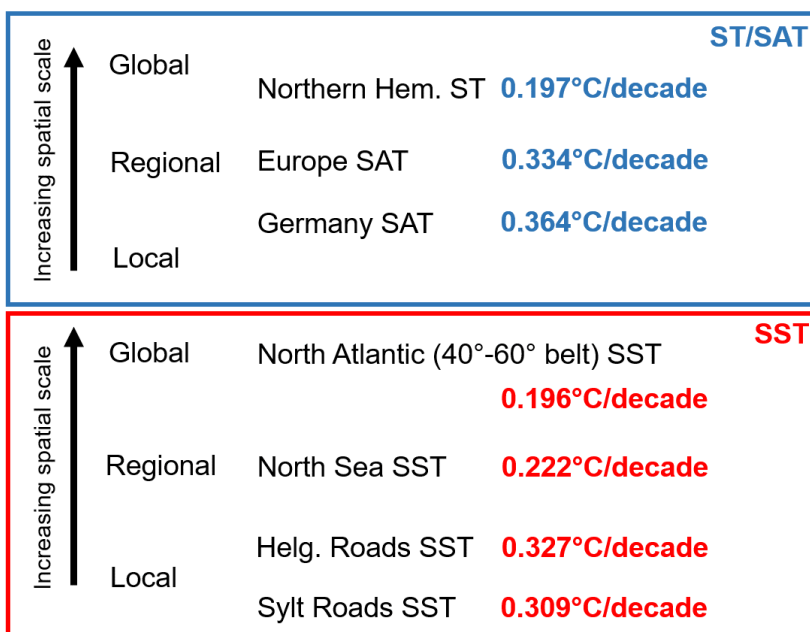 ST/SAT
Increasing spatial scale
Global
Northern Hem. ST 0.197°C/decade
Regional Europe SAT 0.334°C/decade
Germany SAT 0.364°C/decade
Local
SST
Increasing spatial scale
Global North Atlantic (40°-60° belt) SST
0.196°C/decade
Regional North Sea SST 0.222°C/decade
Helg. Roads SST 0.327°C/decade
Local
Sylt Roads SST 0.309°C/decade